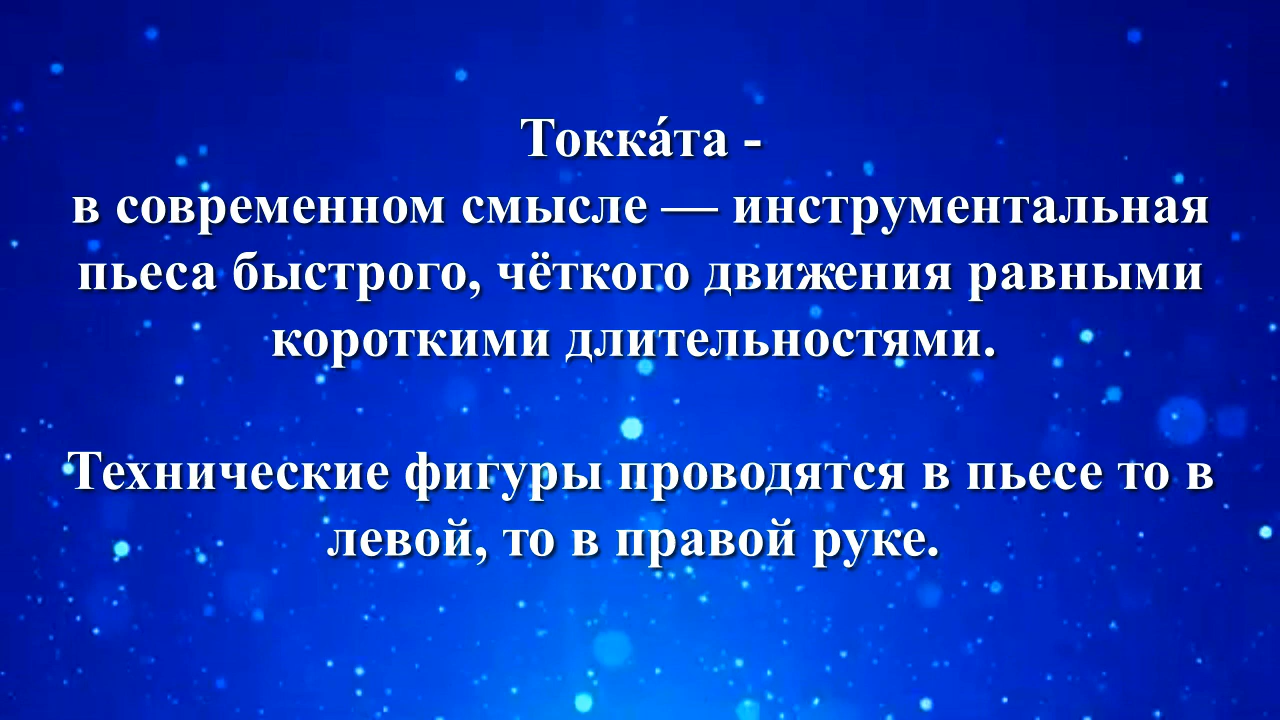 Токка́та -
в современном смысле — инструментальная
пьеса быстрого, чёткого движения равными
короткими длительностями.
Технические фигуры проводятся в пьесе то в
левой, то в правой руке.